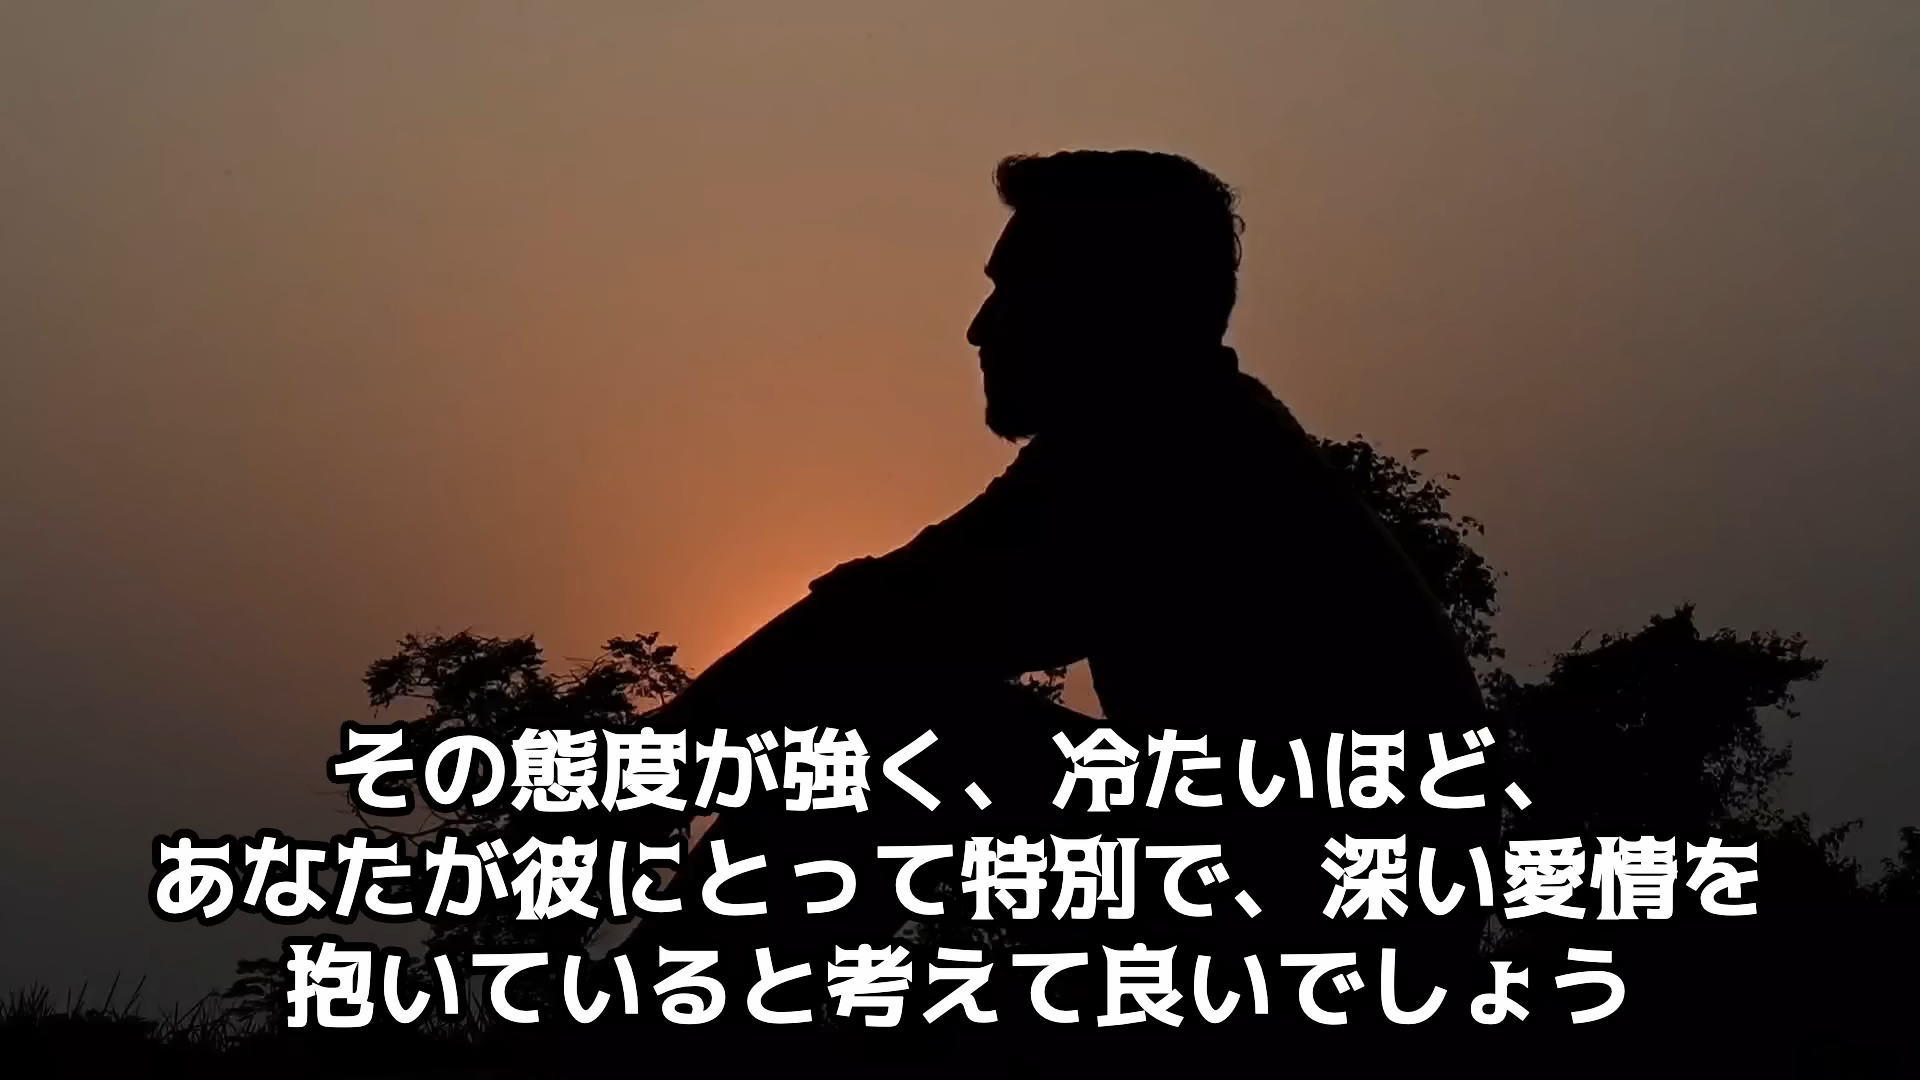 その態度が強く、冷たいほど、
あなたが彼にとって特別で、深い愛情を
抱いていると考えて良いでしょう